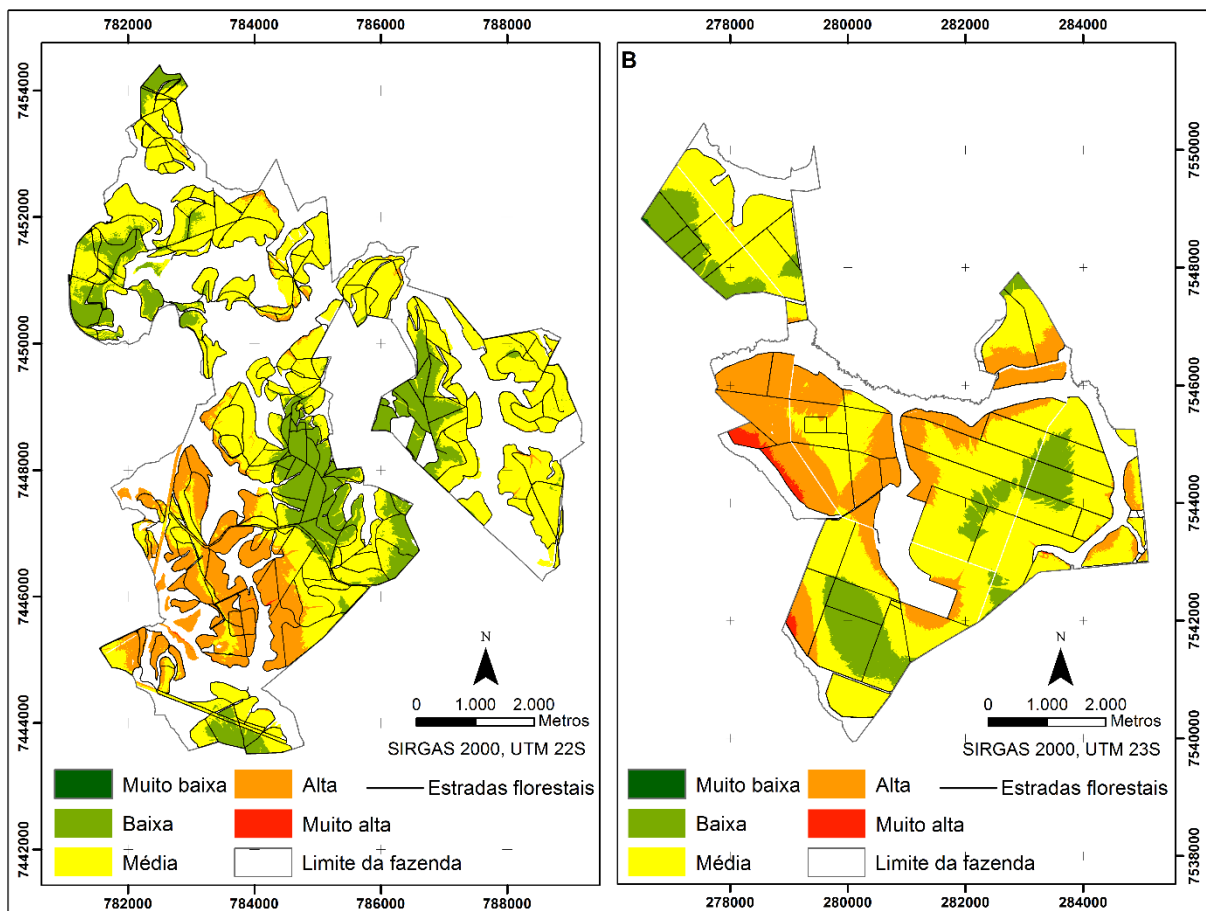 782000 784000 786000 788000
278000 280000 282000 284000
7454000
7452000
7450000
7448000
7446000
7444000
7442000
B
7550000
7548000
7546000
7544000
7542000
7540000
7538000
N
0 1.000 2.000
Metros
SIRGAS 2000, UTM 22S
Muito baixa Alta Estradas florestais
Baixa Muito alta
Média Limite da fazenda
N
0 1.000 2.000
Metros
SIRGAS 2000, UTM 23S
Muito baixa Alta Estradas florestais
Baixa Muito alta
Média Limite da fazenda
782000 784000 786000 788000
278000 280000 282000 284000